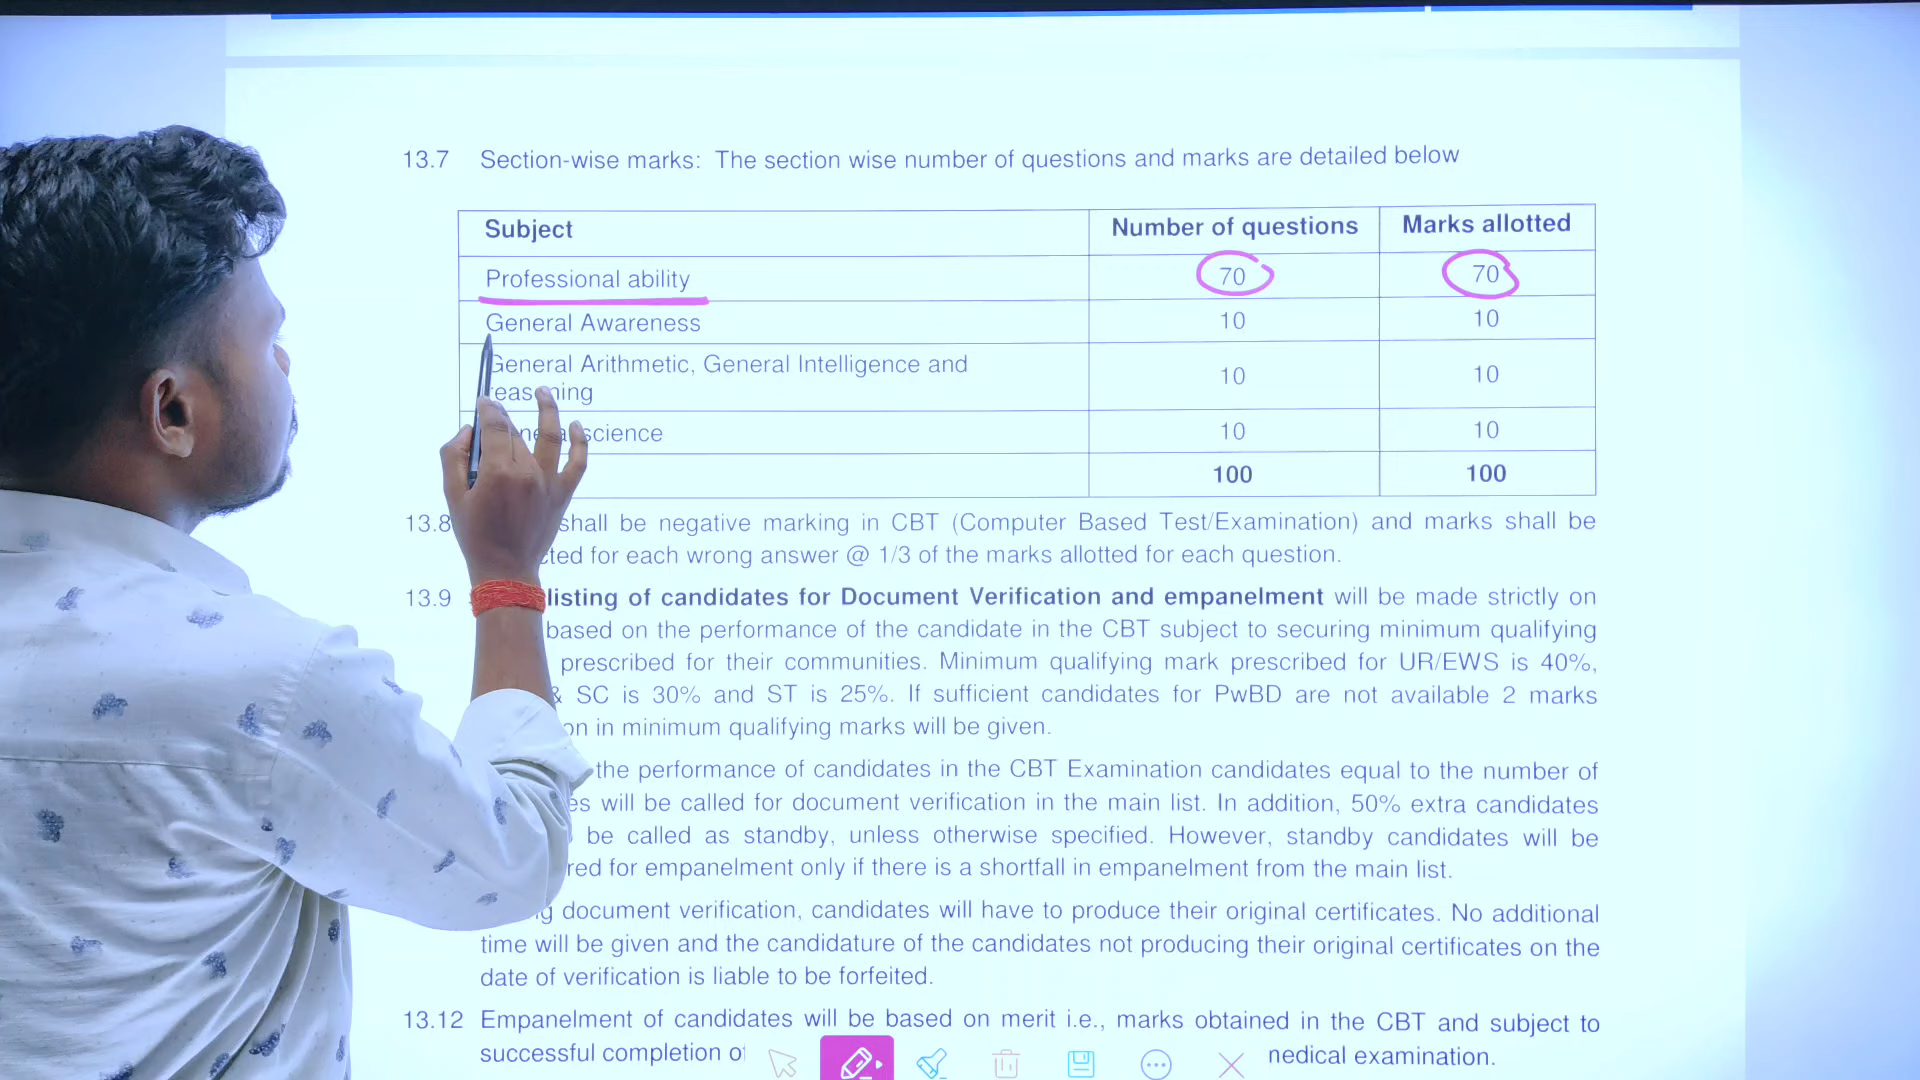 13.7 Section-wise marks: The section wise number of questions and marks are detailed below
Subject Number of questions Marks allotted
Professional ability 70 70
General Awareness 10 10
General Arithmetic, General Intelligence and 10 10
science 10 10
100 100
13.8 shall be negative marking in CBT (Computer Based Test/Examination) and marks shall be
for each wrong answer @ 1/3 of the marks allotted for each question.
13.9 listing of candidates for Document Verification and empanelment will be made strictly on
based on the performance of the candidate in the CBT subject to securing minimum qualifying
prescribed for their communities. Minimum qualifying mark prescribed for UR/EWS is 40%,
& SC is 30% and ST is 25%. If sufficient candidates for PwBD are not available 2 marks
in minimum qualifying marks will be given.
the performance of candidates in the CBT Examination candidates equal to the number of
will be called for document verification in the main list. In addition, 50% extra candidates
be called as standby, unless otherwise specified. However, standby candidates will be
for empanelment only if there is a shortfall in empanelment from the main list.
document verification, candidates will have to produce their original certificates. No additional
time will be given and the candidature of the candidates not producing their original certificates on the
date of verification is liable to be forfeited.
13.12 Empanelment of candidates will be based on merit i.e., marks obtained in the CBT and subject to
successful completion examination.